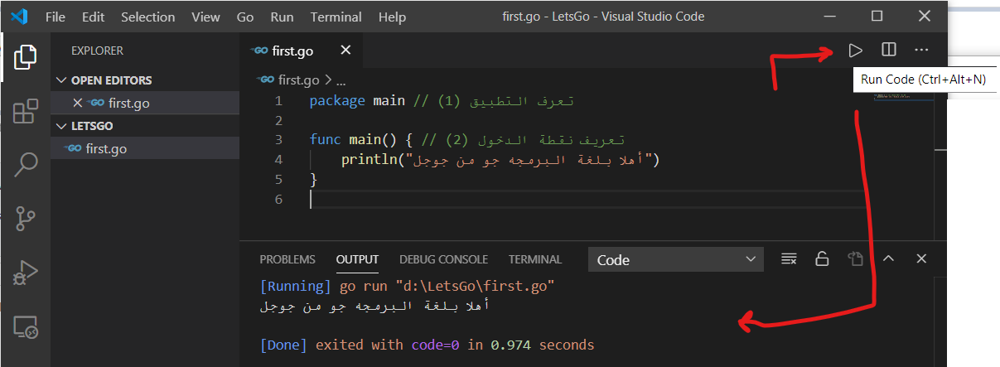 File Edit Selection View Go Run Terminal Help first.go - LetsGo - Visual Studio Code
EXPLORER
OPEN EDITORS
first.go
LETSGO
first.go
first.go
first.go > ...
Run Code (Ctrl+Alt+N)
1 package main // (1) تعرف التطبيق
2
3 func main() { // (2) تعريف نقطة الدخول
4 println("أهلا بلغة البرمجه جو من جوجل")
5 }
6
PROBLEMS OUTPUT DEBUG CONSOLE TERMINAL Code
[Running] go run "d:\LetsGo\first.go"
أهلا بلغة البرمجه جو من جوجل
[Done] exited with code=0 in 0.974 seconds